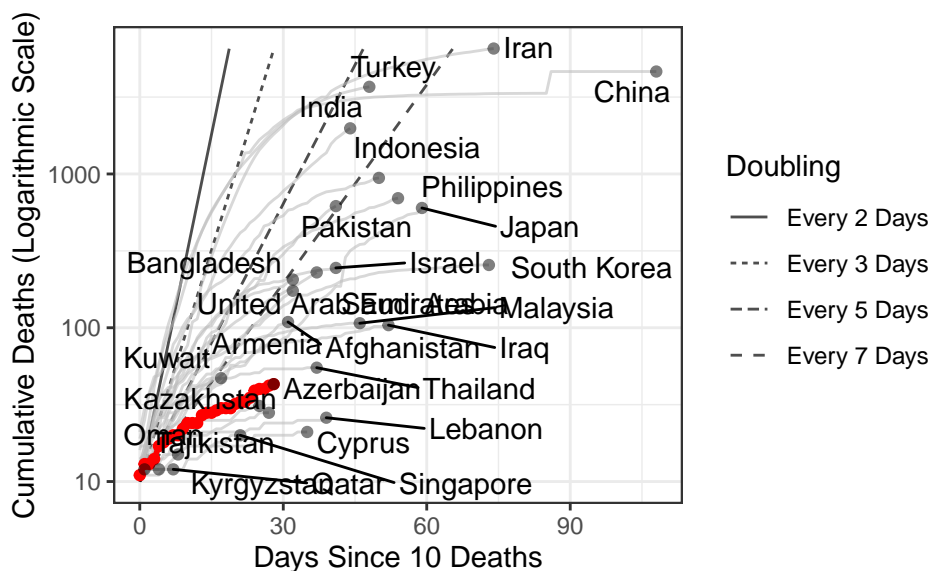 Cumulative Deaths (Logarithmic Scale)
1000
100
10
Iran
Turkey
China
India
Indonesia
Philippines
Pakistan
Japan
Bangladesh
Israel
South Korea
United Arab Emirates
Saudi Arabia
Malaysia
Armenia
Afghanistan
Iraq
Kuwait
Azerbaijan
Thailand
Kazakhstan
Lebanon
Oman
Tajikistan
Cyprus
Kyrgyzstan
Qatar
Singapore
0
30
60
90
Days Since 10 Deaths
Doubling
Every 2 Days
Every 3 Days
Every 5 Days
Every 7 Days